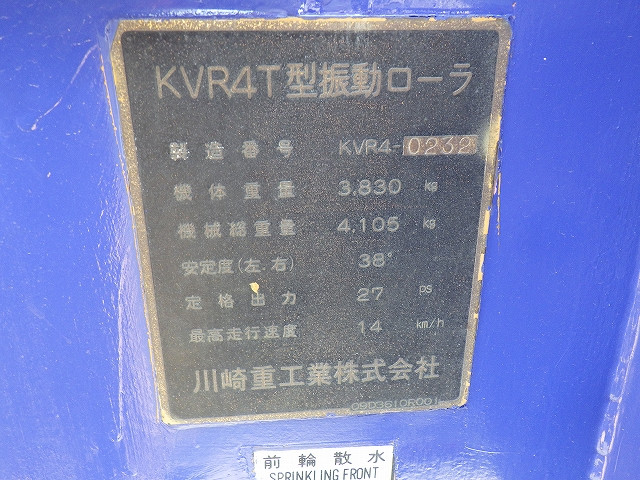 KVR4T型振動ローラ
製造番号 KVR4-0232
機体重量 3,830 kg
機械総重量 4,105 kg
安定度(左.右) 38°
定格出力 27 ps
最高走行速度 14 km/h
川崎重工業株式会社
前輪散水
SPRINKLING FRONT